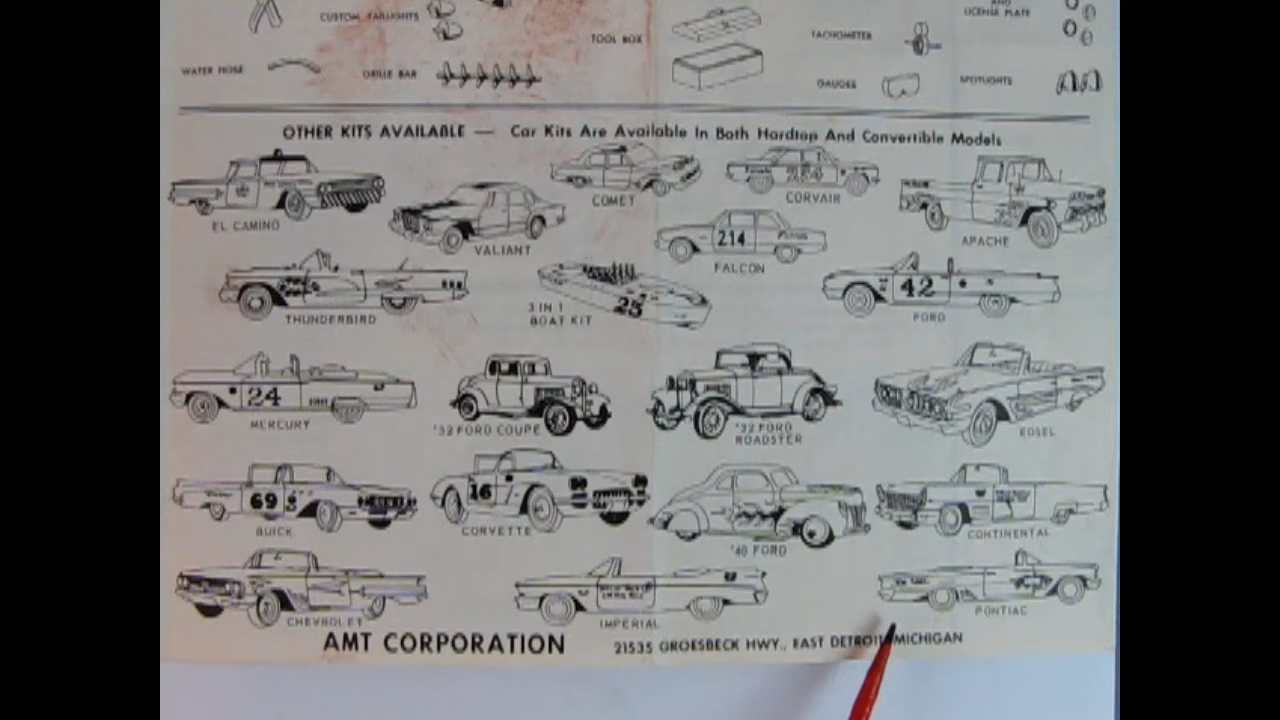 AND
CUSTOM TAILLIGHTS
LICENSE PLATE
TOOL BOX
TACHOMETER
WATER HOSE
GRILLE BAR
GAUGES
SPOTLIGHTS
OTHER KITS AVAILABLE — Car Kits Are Available In Both Hardtop And Convertible Models
EL CAMINO
VALIANT
COMET
254
CORVAIR
APACHE
214
FALCON
THUNDERBIRD
3 IN 1
BOAT KIT
25
42
FORD
24
MERCURY
'32 FORD COUPE
'32 FORD
ROADSTER
EDSEL
69
BUICK
16
CORVETTE
'40 FORD
CONTINENTAL
CHEVROLET
IMPERIAL
PONTIAC
AMT CORPORATION
21535 GROESBECK HWY., EAST DETROIT, MICHIGAN